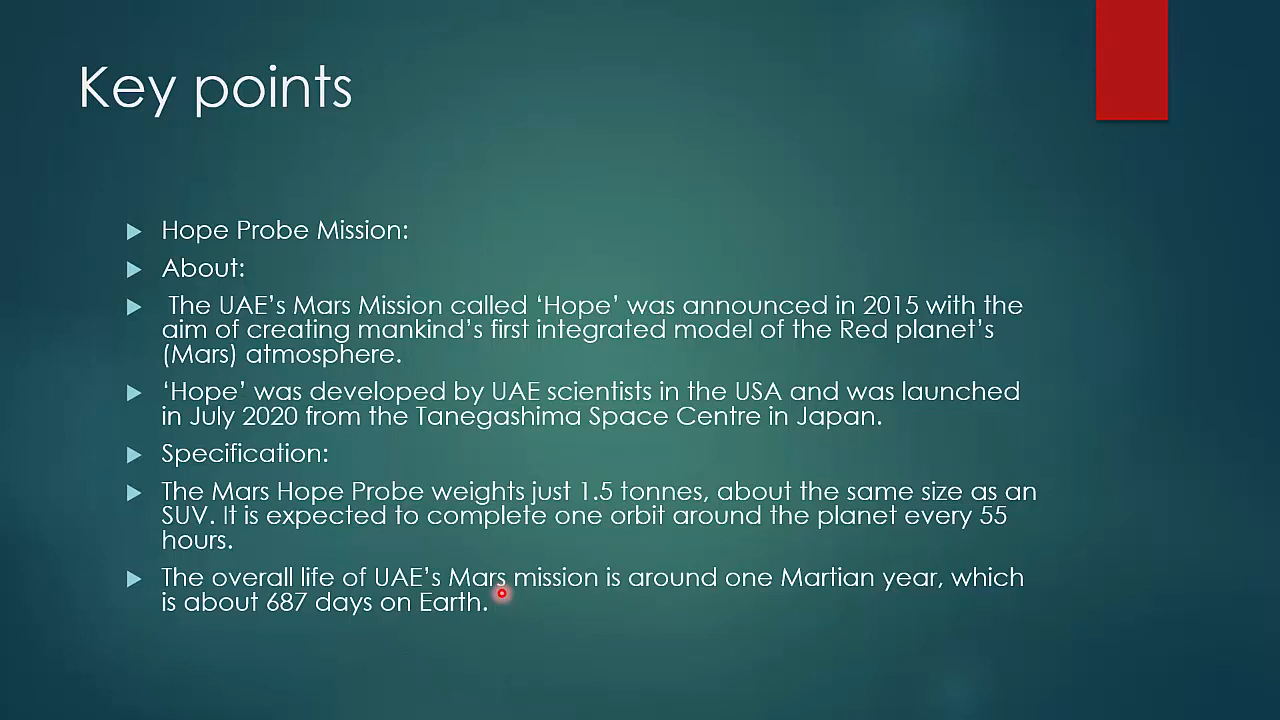 Key points
Hope Probe Mission:
About:
The UAE’s Mars Mission called ‘Hope’ was announced in 2015 with the
aim of creating mankind’s first integrated model of the Red planet’s
(Mars) atmosphere.
‘Hope’ was developed by UAE scientists in the USA and was launched
in July 2020 from the Tanegashima Space Centre in Japan.
Specification:
The Mars Hope Probe weights just 1.5 tonnes, about the same size as an
SUV. It is expected to complete one orbit around the planet every 55
hours.
The overall life of UAE’s Mars mission is around one Martian year, which
is about 687 days on Earth.